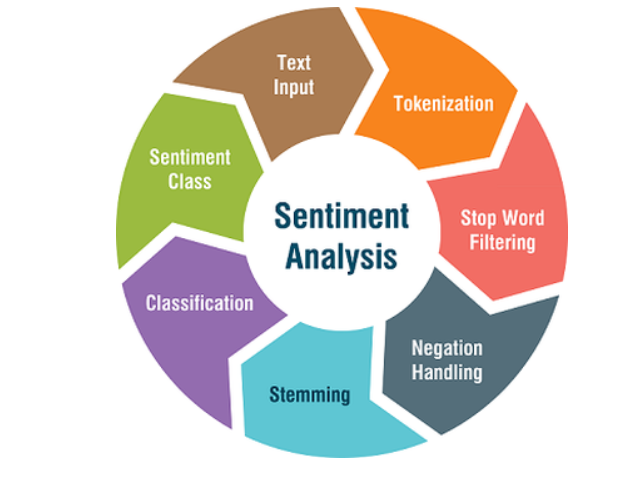 Text
Input
Tokenization
Stop Word
Filtering
Negation
Handling
Stemming
Classification
Sentiment
Class
Sentiment
Analysis